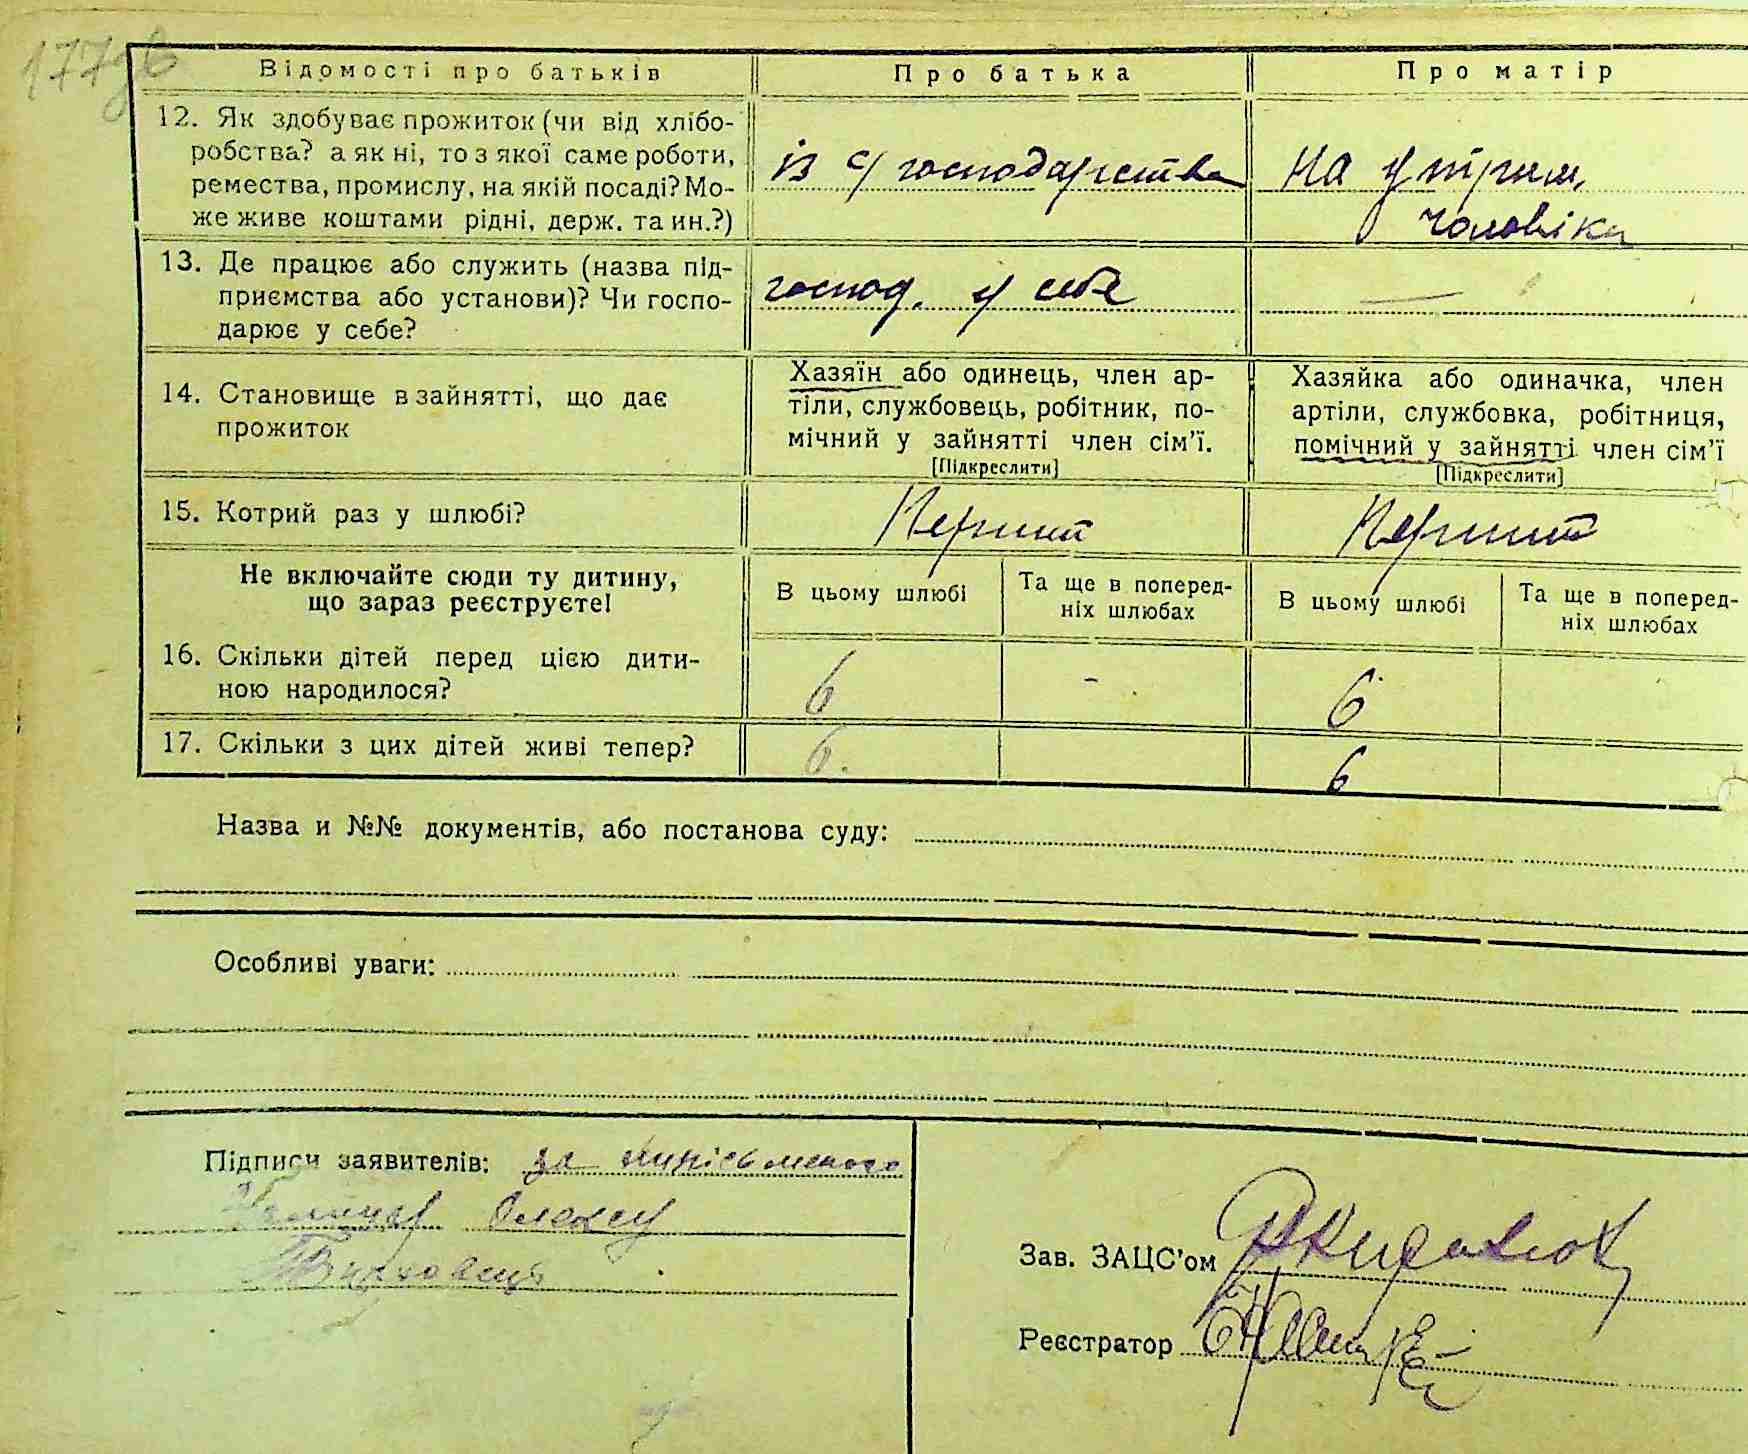 Відомості про батьків
Про батька
Про матір
12. Як здобуває прожиток (чи від хлібо-
робства? а як ні, то з якої саме роботи,
ремества, промислу, на якій посаді? Мо-
же живе коштами рідні, держ. та ин.?)
із с/господарства
на утрим.
чоловіка
13. Де працює або служить (назва під-
приємства або установи)? Чи госпо-
дарює у себе?
господ. у себе
—
14. Становище в зайнятті, що дає
прожиток
Хазяїн або одинець, член ар-
тіли, службовець, робітник, по-
мічний у зайнятті член сім'ї.
[Підкреслити]
Хазяйка або одиначка, член
артіли, службовка, робітниця,
помічний у зайнятті член сім'ї
[Підкреслити]
15. Котрий раз у шлюбі?
Перший
Перший
Не включайте сюди ту дитину,
що зараз реєструєте!
В цьому шлюбі
Та ще в поперед-
ніх шлюбах
В цьому шлюбі
Та ще в поперед-
ніх шлюбах
16. Скільки дітей перед цією дити-
ною народилося?
6
-
6
17. Скільки з цих дітей живі тепер?
6.
6
Назва и №№ документів, або постанова суду:
Особливі уваги:
Підписи заявителів: за
Олексу
Зав. ЗАЦС'ом
Реєстратор